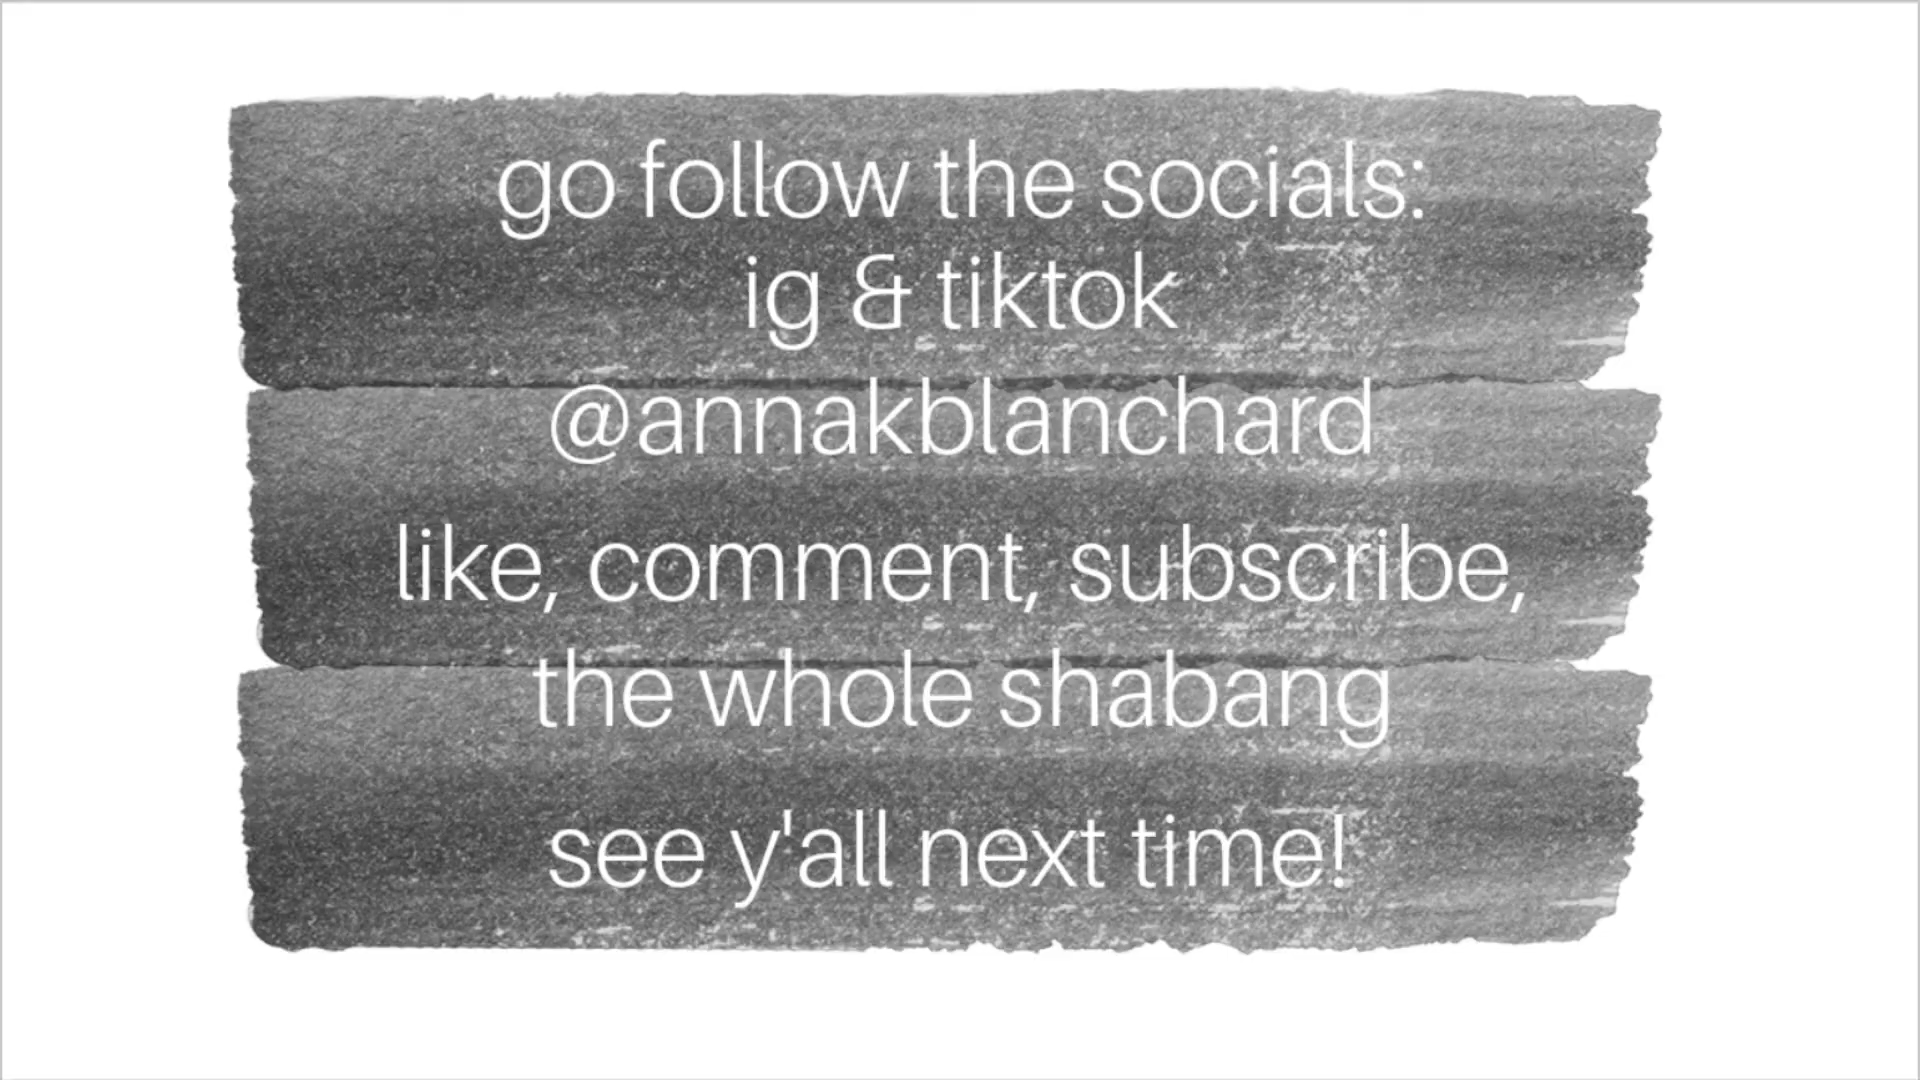 go follow the socials:
ig & tiktok
@annakblanchard
like, comment, subscribe,
the whole shabang
see y'all next time!